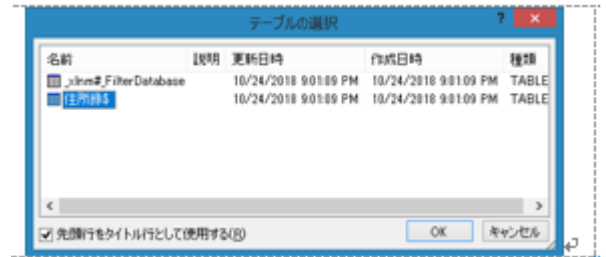 テーブルの選択 ?
名前 説明 更新日時 作成日時 種類
_xlnm#_FilterDatabase 10/24/2018 9:01:09 PM 10/24/2018 9:01:09 PM TABLE
住所録$ 10/24/2018 9:01:09 PM 10/24/2018 9:01:09 PM TABLE
先頭行をタイトル行として使用する(R) OK キャンセル